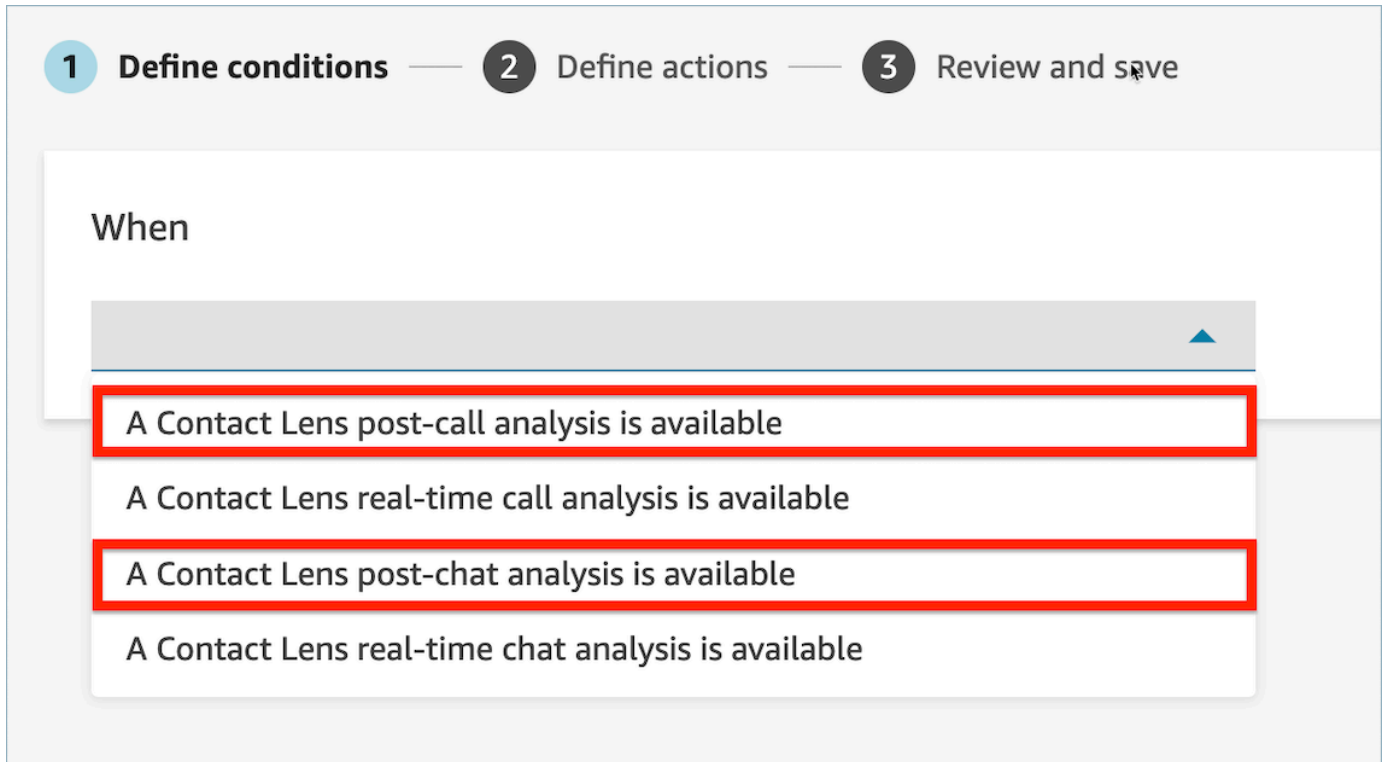 1 Define conditions 2 Define actions 3 Review and save
When
A Contact Lens post-call analysis is available
A Contact Lens real-time call analysis is available
A Contact Lens post-chat analysis is available
A Contact Lens real-time chat analysis is available